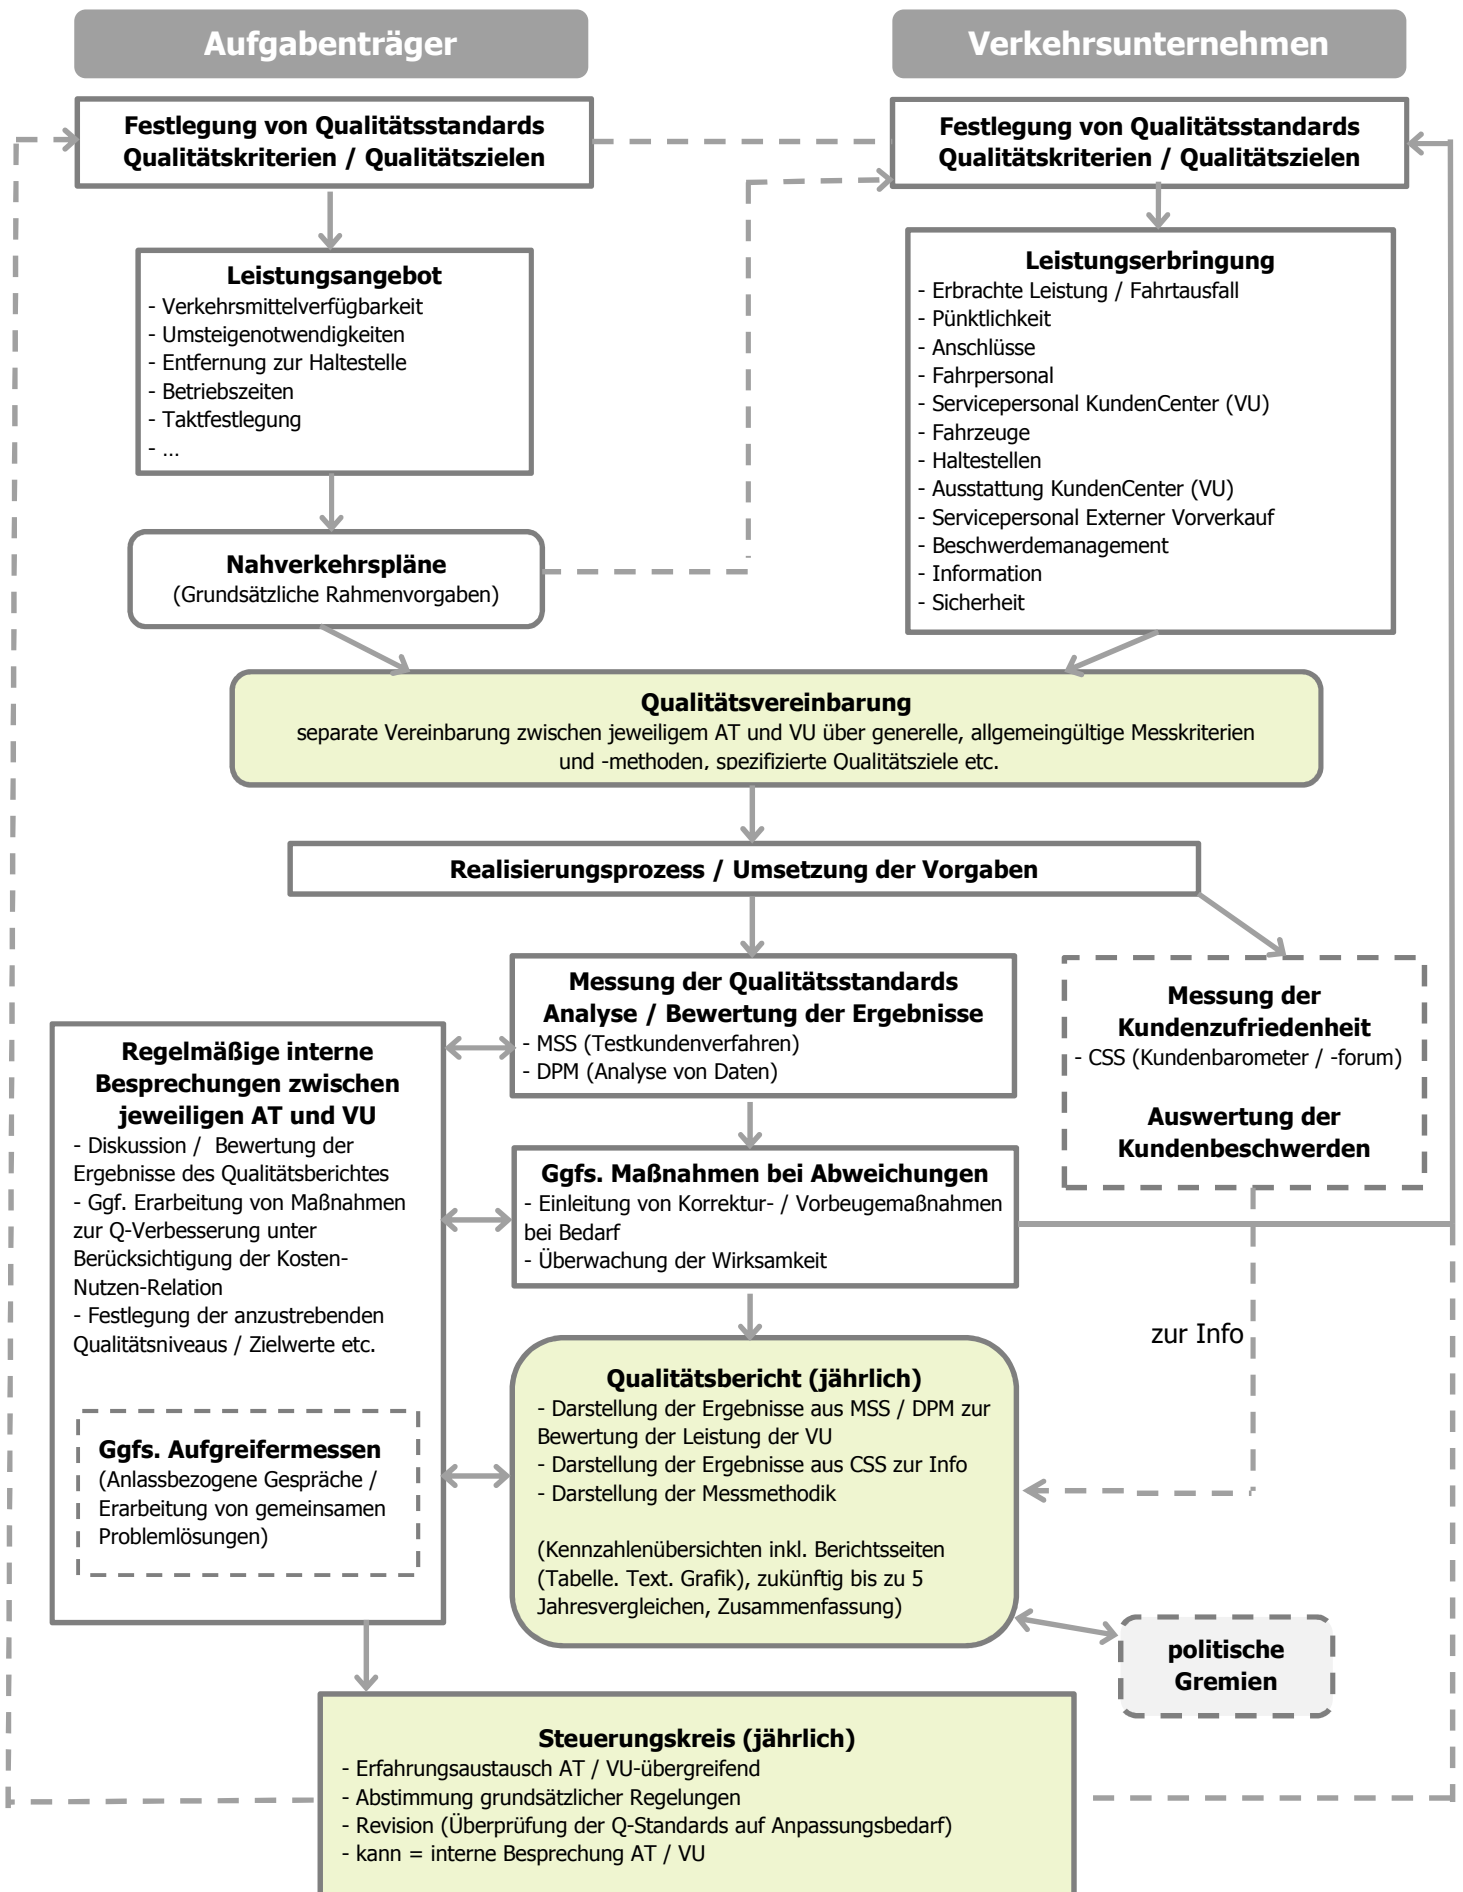 Aufgabenträger
Verkehrsunternehmen
Festlegung von Qualitätsstandards
Qualitätskriterien / Qualitätszielen
Festlegung von Qualitätsstandards
Qualitätskriterien / Qualitätszielen
Leistungsangebot
- Verkehrsmittelverfügbarkeit
- Umsteigenotwendigkeiten
- Entfernung zur Haltestelle
- Betriebszeiten
- Taktfestlegung
- ...
Leistungserbringung
- Erbrachte Leistung / Fahrtausfall
- Pünktlichkeit
- Anschlüsse
- Fahrpersonal
- Servicepersonal KundenCenter (VU)
- Fahrzeuge
- Haltestellen
- Ausstattung KundenCenter (VU)
- Servicepersonal Externer Vorverkauf
- Beschwerdemanagement
- Information
- Sicherheit
Nahverkehrspläne
(Grundsätzliche Rahmenvorgaben)
Qualitätsvereinbarung
separate Vereinbarung zwischen jeweiligem AT und VU über generelle, allgemeingültige Messkriterien
und -methoden, spezifizierte Qualitätsziele etc.
Realisierungsprozess / Umsetzung der Vorgaben
Messung der Qualitätsstandards
Analyse / Bewertung der Ergebnisse
- MSS (Testkundenverfahren)
- DPM (Analyse von Daten)
Messung der
Kundenzufriedenheit
- CSS (Kundenbarometer / -forum)
Auswertung der
Kundenbeschwerden
Regelmäßige interne
Besprechungen zwischen
jeweiligen AT und VU
- Diskussion /  Bewertung der
Ergebnisse des Qualitätsberichtes
- Ggf. Erarbeitung von Maßnahmen
zur Q-Verbesserung unter
Berücksichtigung der Kosten-
Nutzen-Relation
- Festlegung der anzustrebenden
Qualitätsniveaus / Zielwerte etc.
Ggfs. Aufgreifermessen
(Anlassbezogene Gespräche /
Erarbeitung von gemeinsamen
Problemlösungen)
Ggfs. Maßnahmen bei Abweichungen
- Einleitung von Korrektur- / Vorbeugemaßnahmen
bei Bedarf
- Überwachung der Wirksamkeit
zur Info
Qualitätsbericht (jährlich)
- Darstellung der Ergebnisse aus MSS / DPM zur
Bewertung der Leistung der VU
- Darstellung der Ergebnisse aus CSS zur Info
- Darstellung der Messmethodik
(Kennzahlenübersichten inkl. Berichtsseiten
(Tabelle. Text. Grafik), zukünftig bis zu 5
Jahresvergleichen, Zusammenfassung)
politische
Gremien
Steuerungskreis (jährlich)
- Erfahrungsaustausch AT / VU-übergreifend
- Abstimmung grundsätzlicher Regelungen
- Revision (Überprüfung der Q-Standards auf Anpassungsbedarf)
- kann = interne Besprechung AT / VU